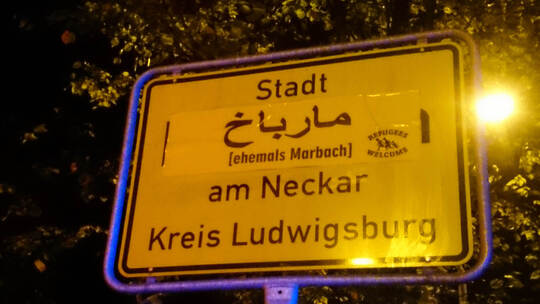 Stadt
مارباخ
[ehemals Marbach]
REFUGEES
WELCOME
am Neckar
Kreis Ludwigsburg